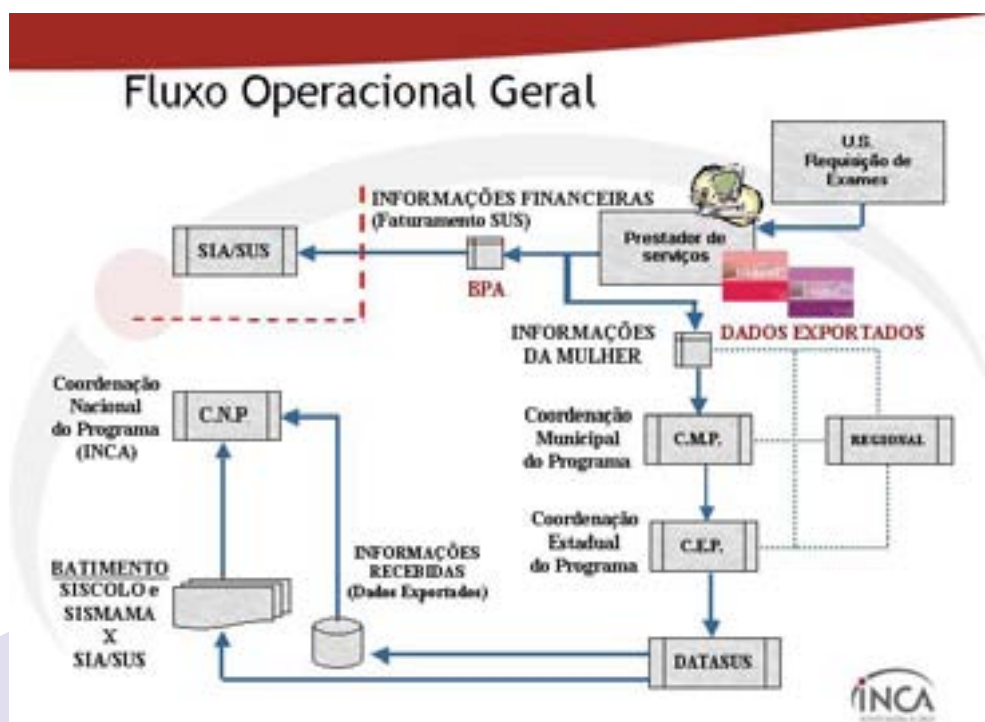 Fluxo Operacional Geral
U.S.
Requisição de
Exames
INFORMAÇÕES FINANCEIRAS
(Faturamento SUS)
Prestador de
serviços
SIA/SUS
BPA
INFORMAÇÕES
DA MULHER
DADOS EXPORTADOS
Coordenação
Nacional
do Programa
(INCA)
C.N.P.
Coordenação
Municipal
do Programa
C.M.P.
REGIONAL
Coordenação
Estadual
do Programa
C.E.P.
INFORMAÇÕES
RECEBIDAS
(Dados Exportados)
BATIMENTO
SISCOLO e
SISMAMA
X
SIA/SUS
DATASUS
INCA